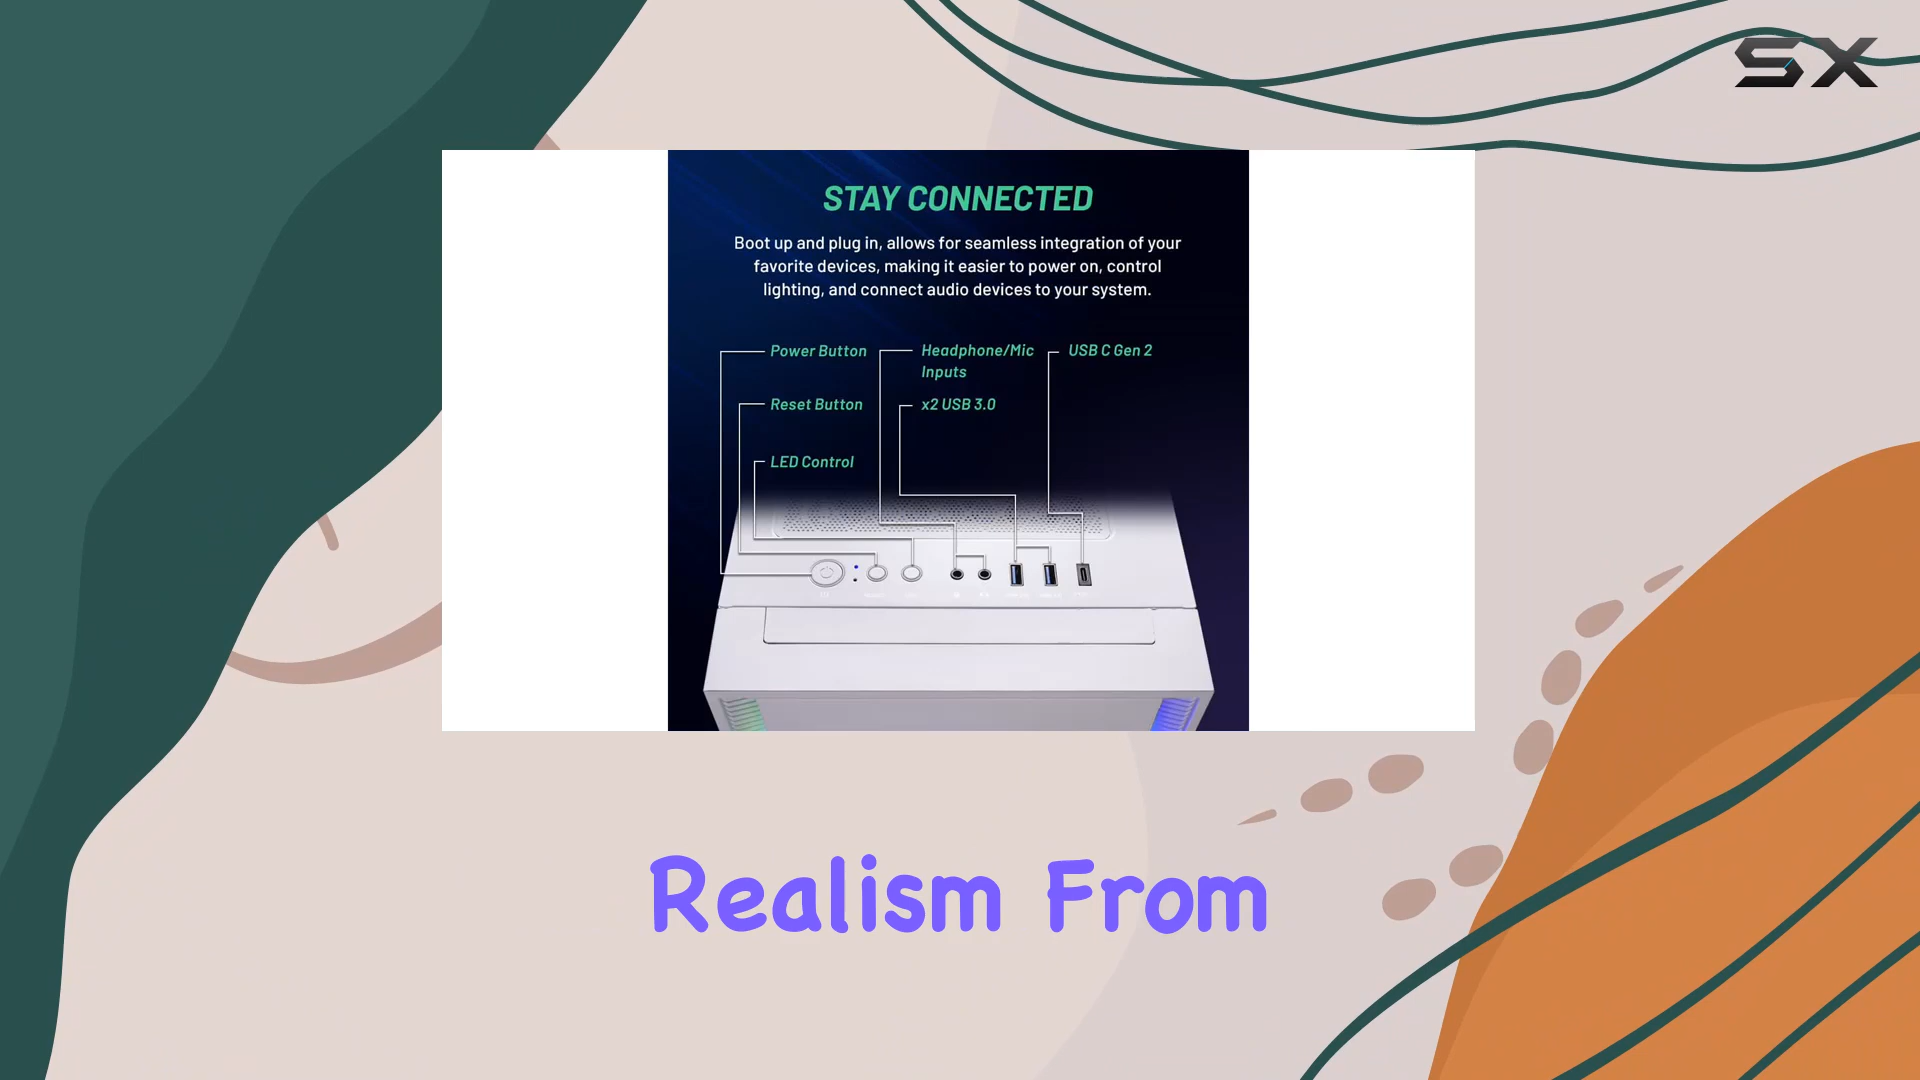 SX
STAY CONNECTED
Boot up and plug in, allows for seamless integration of your
favorite devices, making it easier to power on, control
lighting, and connect audio devices to your system.
Power Button
Headphone/Mic
Inputs
USB C Gen 2
Reset Button
x2 USB 3.0
LED Control
Realism From